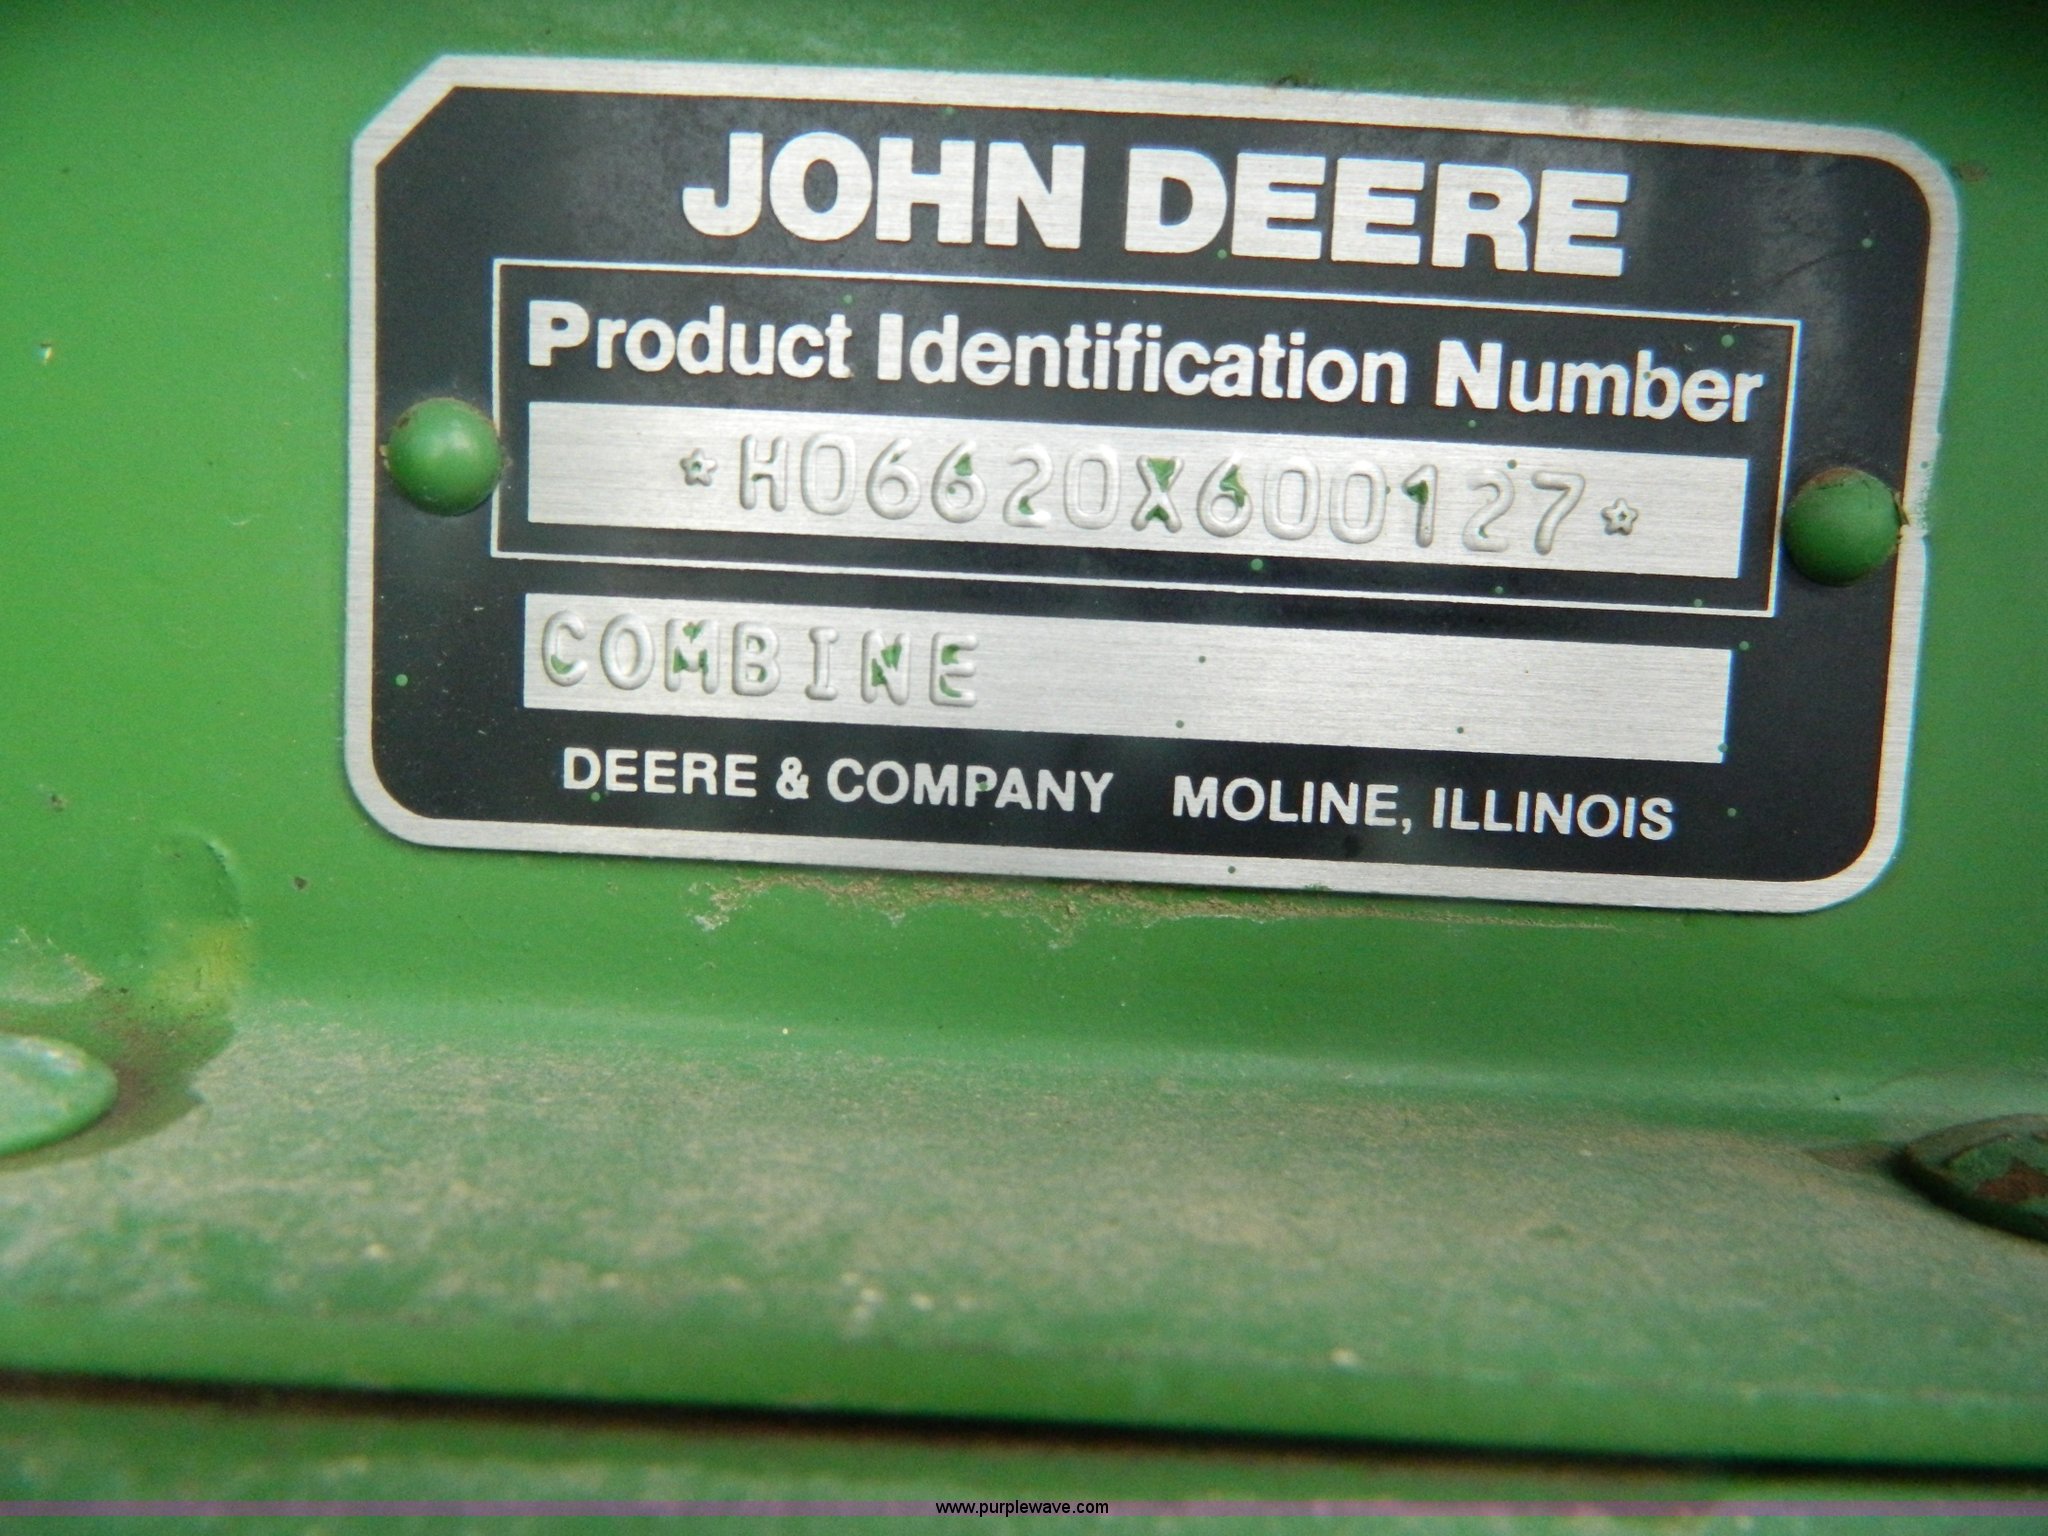 JOHN DEERE
Product Identification Number
*H06620X600127*
COMBINE
DEERE & COMPANY MOLINE, ILLINOIS
www.purplewave.com